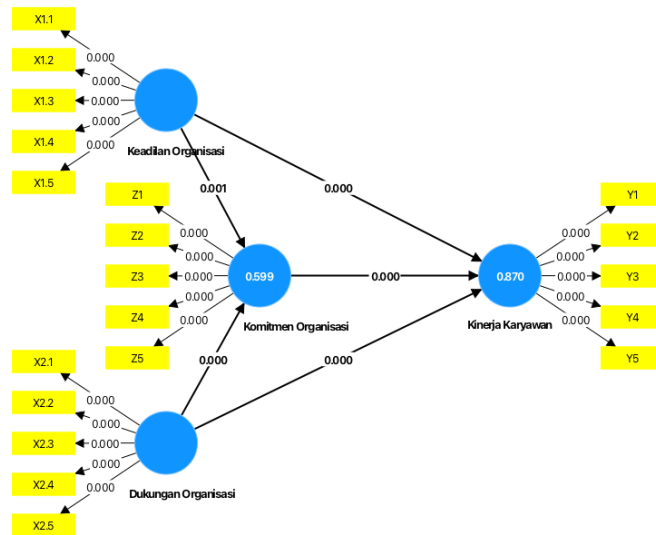 X1.1
0.000
X1.2
0.000
X1.3
0.000
X1.4
0.000
X1.5
0.000
Keadilan Organisasi
0.001
0.000
Z1
0.000
Z2
0.000
Z3
0.000
Z4
0.000
Z5
0.000
0.599
Komitmen Organisasi
0.000
0.870
Kinerja Karyawan
Y1
0.000
Y2
0.000
Y3
0.000
Y4
0.000
Y5
0.000
0.000
0.000
X2.1
0.000
X2.2
0.000
X2.3
0.000
X2.4
0.000
X2.5
0.000
Dukungan Organisasi